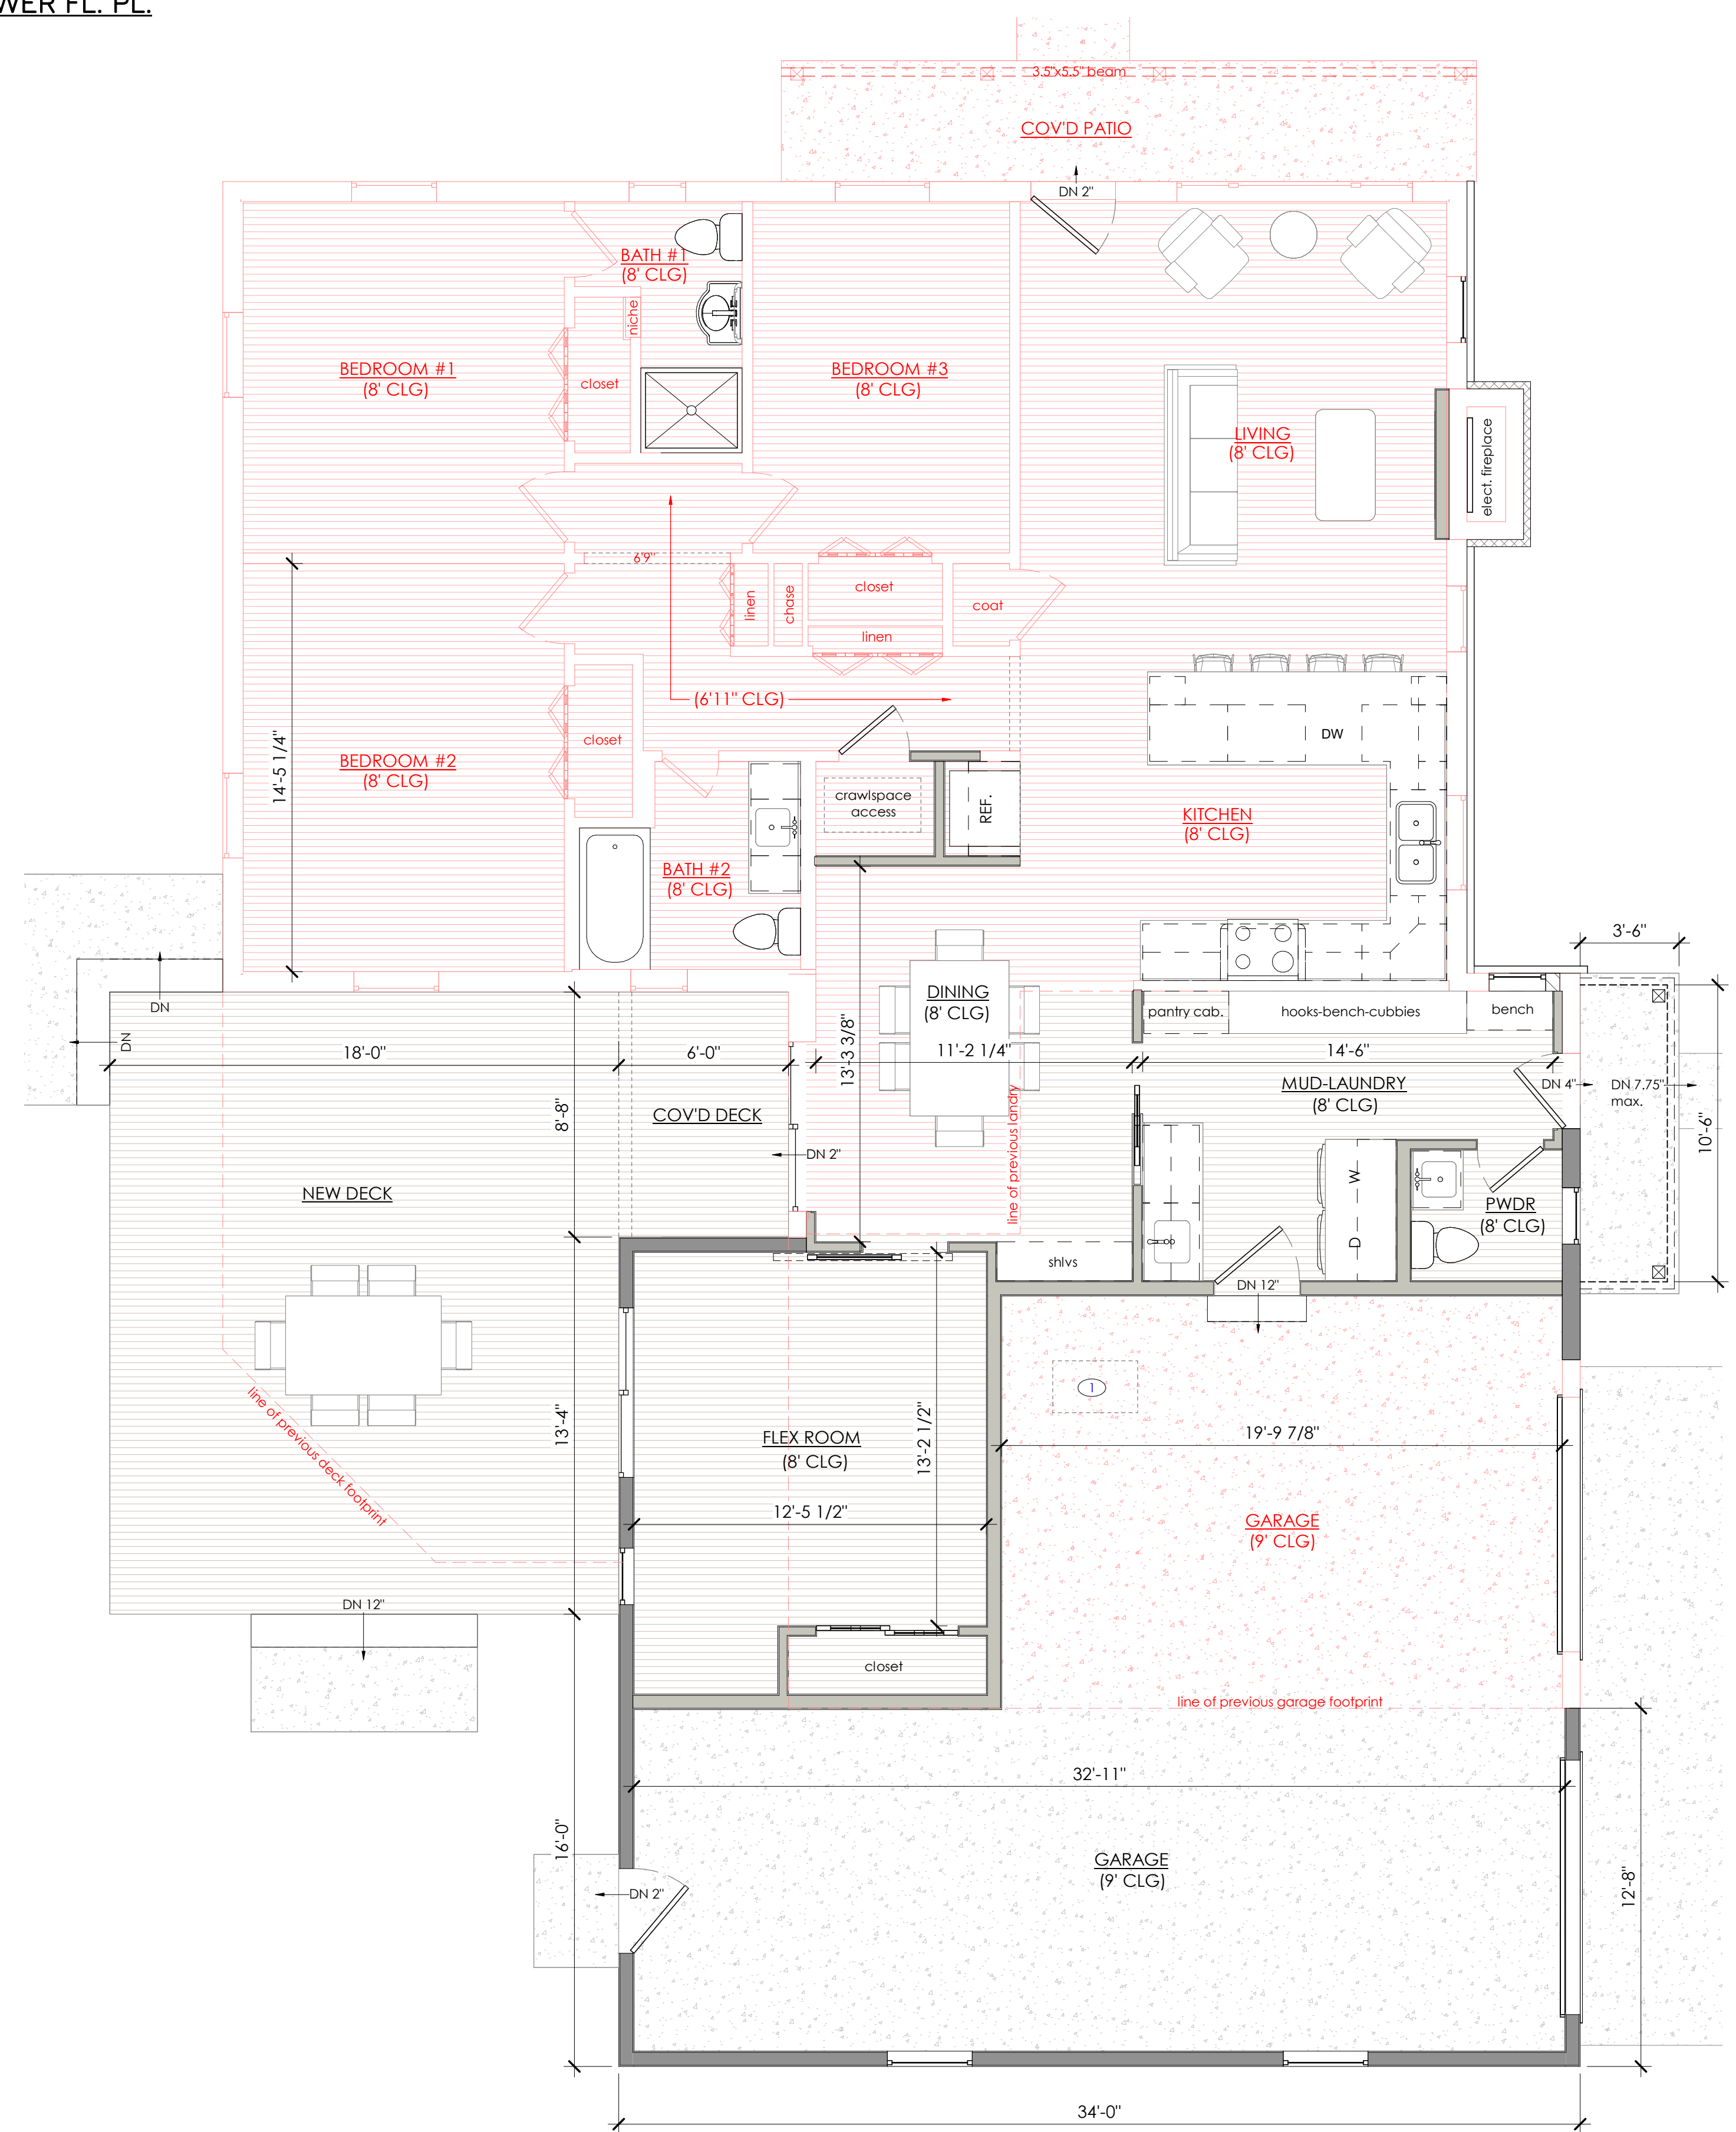 WER FL. PL.
3.5"x5.5" beam
COV'D PATIO
DN 2"
BATH #1
(8' CLG)
niche
BEDROOM #1
(8' CLG)
closet
BEDROOM #3
(8' CLG)
LIVING
(8' CLG)
elect. fireplace
6'9"
linen
chase
closet
linen
coat
(6'11" CLG)
14'-5 1/4"
BEDROOM #2
(8' CLG)
closet
DW
crawlspace
access
REF.
KITCHEN
(8' CLG)
BATH #2
(8' CLG)
3'-6"
DN
DN
DINING
(8' CLG)
pantry cab.
hooks-bench-cubbies
bench
18'-0"
6'-0"
13'-3 3/8"
11'-2 1/4"
14'-6"
MUD-LAUNDRY
(8' CLG)
DN 4"
DN 7.75"
max.
10'-6"
8'-8"
COV'D DECK
DN 2"
line of previous landry
NEW DECK
W
D
PWDR
(8' CLG)
shlvs
DN 12"
1
line of previous deck footprint
13'-4"
FLEX ROOM
(8' CLG)
13'-2 1/2"
19'-9 7/8"
12'-5 1/2"
GARAGE
(9' CLG)
DN 12"
closet
line of previous garage footprint
32'-11"
16'-0"
GARAGE
(9' CLG)
DN 2"
12'-8"
34'-0"